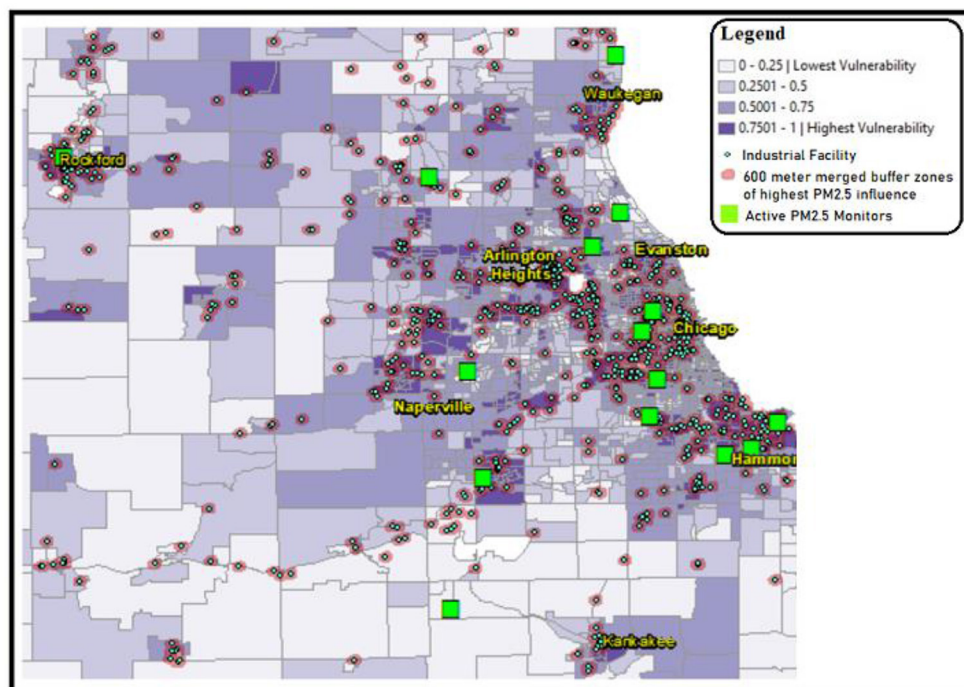 Legend
0 - 0.25 | Lowest Vulnerability
0.2501 - 0.5
0.5001 - 0.75
0.7501 - 1 | Highest Vulnerability
Industrial Facility
600 meter merged buffer zones
of highest PM2.5 influence
Active PM2.5 Monitors
Waukegan
Rockford
Evanston
Arlington
Heights
Chicago
Naperville
Hammon
Kankakee